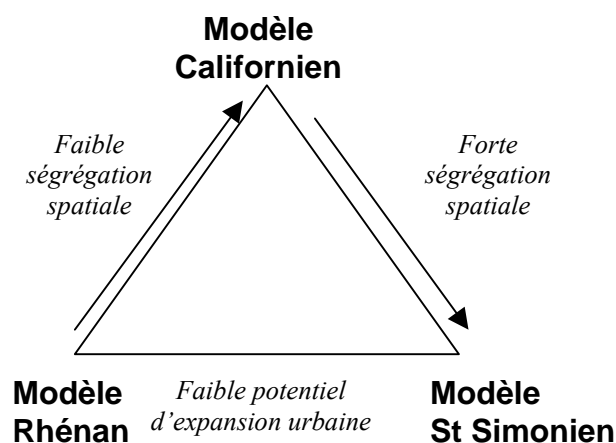 Modèle
Californien
Faible
ségrégation
spatiale
Forte
ségrégation
spatiale
Modèle
Rhénan
Faible potentiel
d'expansion urbaine
Modèle
St Simonien